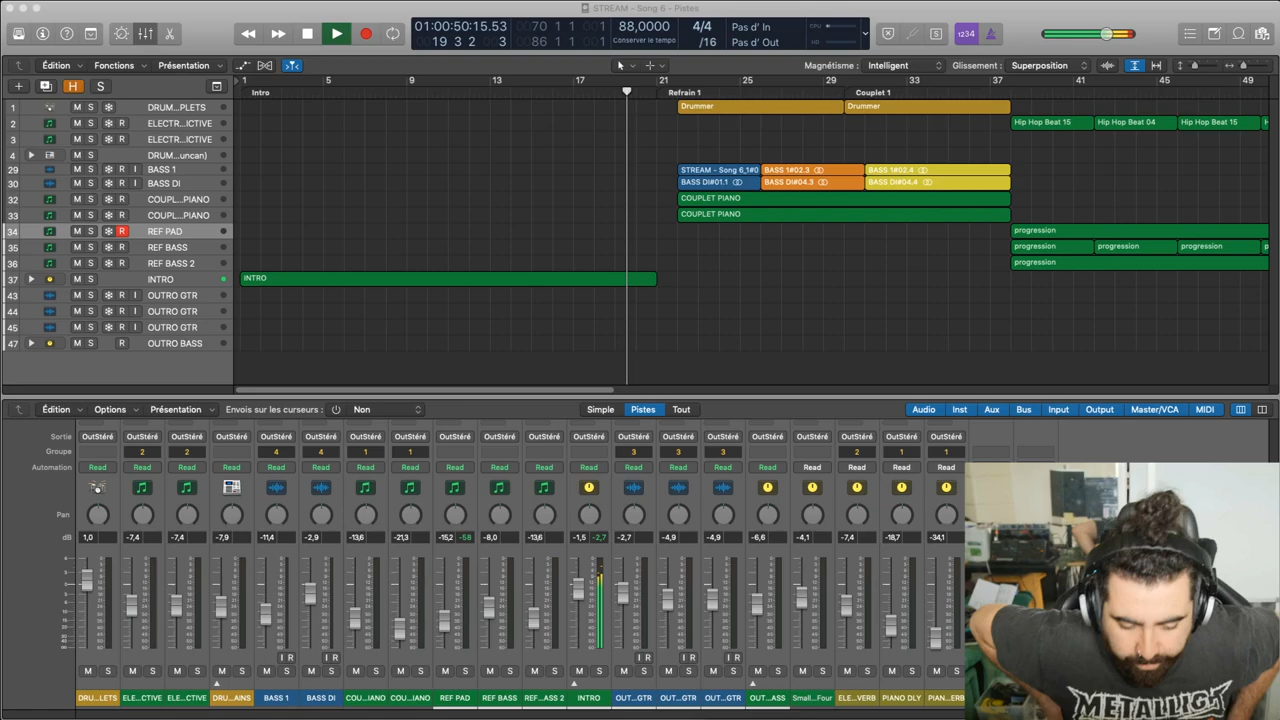 STREAM - Song 6 - Pistes
01:00:50:15.53
19 3 2 3
70 1 1 1
86 1 1 1
88,0000
Conserver le tempo
4/4
/16
Pas d' In
Pas d' Out
CPU
HD
1234
Édition
Fonctions
Présentation
Magnétisme:
Intelligent
Glissement:
Superposition
H
S
1 5 9 13 17 21 25 29 33 37 41 45 49
Intro
Refrain 1
Couplet 1
1 M S DRUM...PLETS
Drummer
Drummer
2 M S R ELECTR...ICTIVE
Hip Hop Beat 15
Hip Hop Beat 04
Hip Hop Beat 15
3 M S R ELECTR...ICTIVE
4 M S DRUM...uncan)
29 M S R I BASS 1
STREAM - Song 6_1#0
BASS 1#02.3
BASS 1#02.4
30 M S R I BASS DI
BASS DI#01.1
BASS DI#04.3
BASS DI#04.4
32 M S R COUPL...PIANO
COUPLET PIANO
33 M S R COUPL...PIANO
COUPLET PIANO
34 M S R REF PAD
progression
35 M S R REF BASS
progression
progression
progression
36 M S R REF BASS 2
progression
37 M S INTRO
INTRO
43 M S R I OUTRO GTR
44 M S R I OUTRO GTR
45 M S R I OUTRO GTR
47 M S R OUTRO BASS
Édition
Options
Présentation
Envois sur les curseurs:
Non
Simple
Pistes
Tout
Audio
Inst
Aux
Bus
Input
Output
Master/VCA
MIDI
Sortie OutStéré OutStéré OutStéré OutStéré OutStéré OutStéré OutStéré OutStéré OutStéré OutStéré OutStéré OutStéré OutStéré OutStéré OutStéré OutStéré OutStéré OutStéré OutStéré OutStéré
Groupe 2 2 4 4 1 1 3 3 3 2 1 1
Automation Read Read Read Read Read Read Read Read Read Read Read Read Read Read Read Read Read Read Read Read
Pan
dB 1,0 -7,4 -7,4 -7,9 -11,4 -2,9 -13,6 -21,3 -15,2 -58 -8,0 -13,6 -1,5 -2,7 -2,7 -4,9 -4,9 -6,6 -4,1 -7,4 -18,7 -34,1
I R I R I R I R I R
M S M S M S M S M S M S M S M S M S M S M S M S M S M S M S M S M S M S M S M S
DRU...LETS ELE...CTIVE ELE...CTIVE DRU...AINS BASS 1 BASS DI COU...IANO COU...IANO REF PAD REF BASS REF...ASS 2 INTRO OUT...GTR OUT...GTR OUT...GTR OUT...ASS Small...Four ELE...VERB PIANO DLY PIAN...ERB
METALLICA